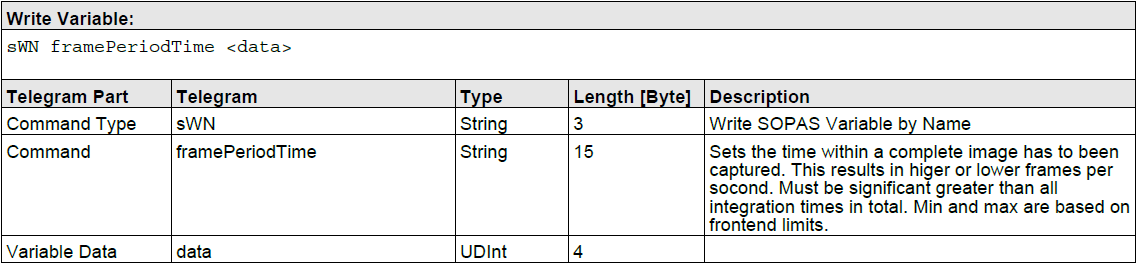 Write Variable:
sWN framePeriodTime <data>
Telegram Part Telegram Type Length [Byte] Description
Command Type sWN String 3 Write SOPAS Variable by Name
Command framePeriodTime String 15 Sets the time within a complete image has to been
captured. This results in higer or lower frames per
socond. Must be significant greater than all
integration times in total. Min and max are based on
frontend limits.
Variable Data data UDInt 4